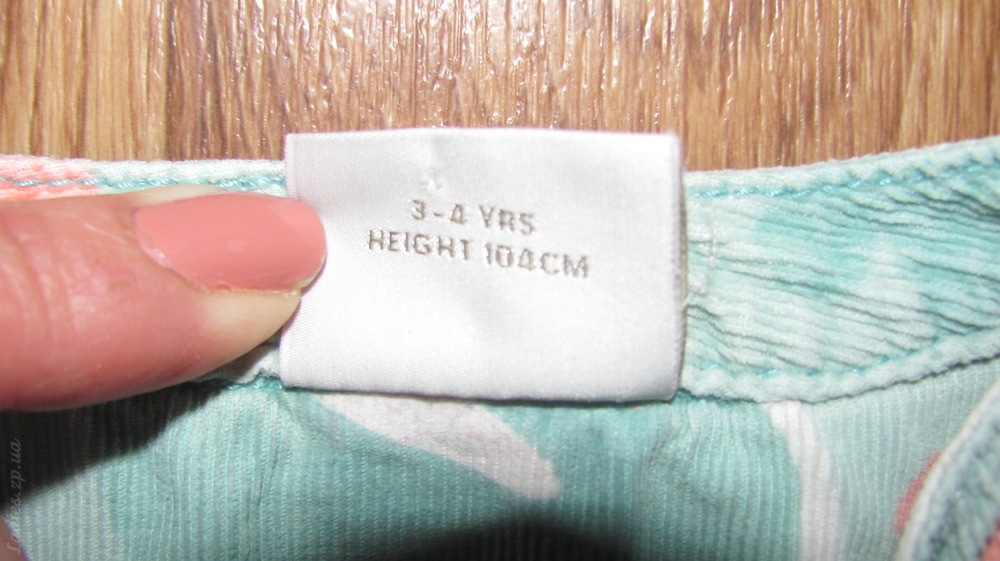 3-4 YRS
HEIGHT 104CM